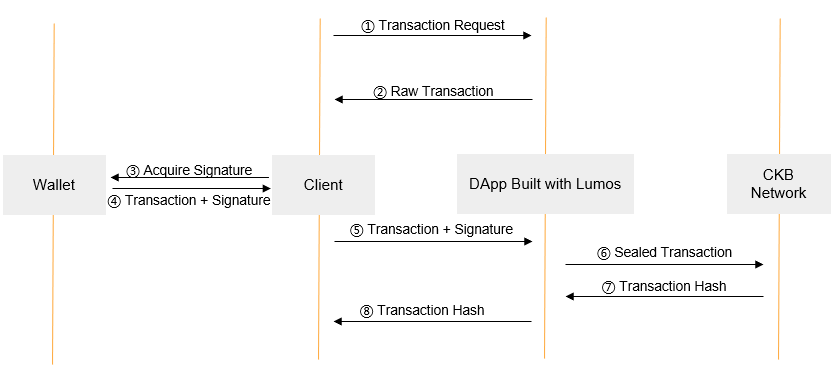 ① Transaction Request
② Raw Transaction
③ Acquire Signature
Wallet
Client
DApp Built with Lumos
CKB
Network
④ Transaction + Signature
⑤ Transaction + Signature
⑥ Sealed Transaction
⑦ Transaction Hash
⑧ Transaction Hash